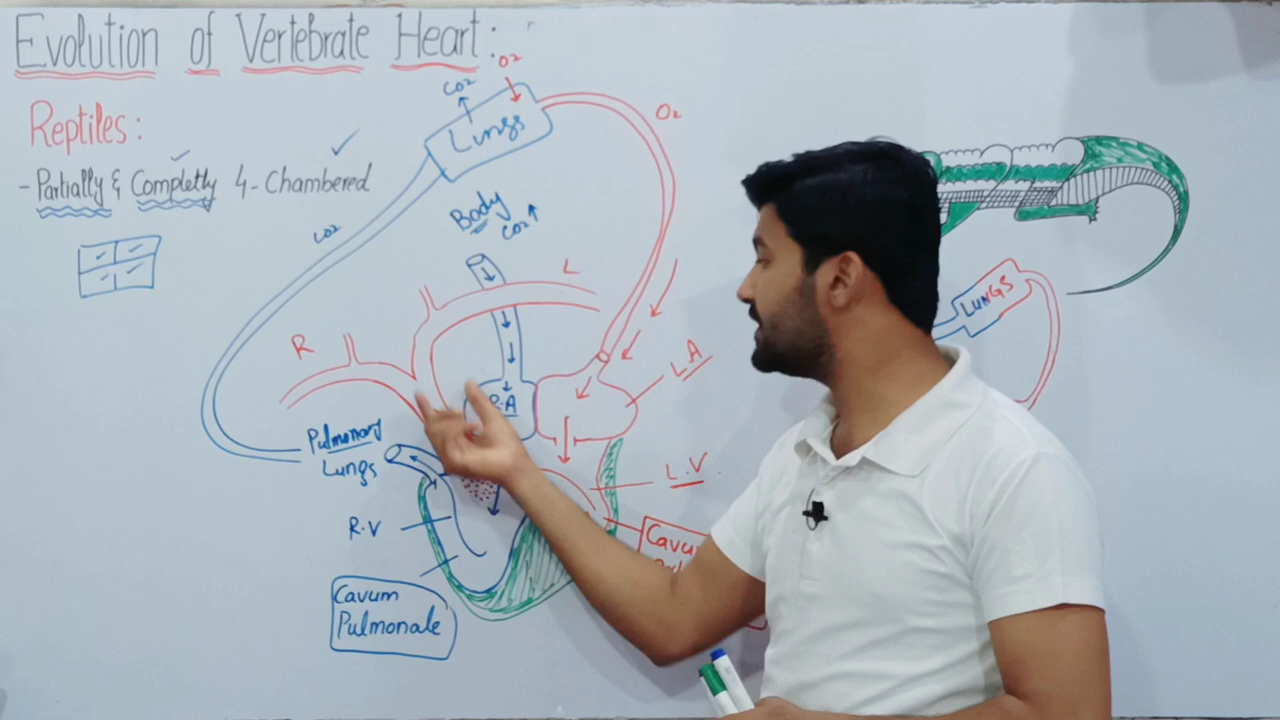 Evolution of Vertebrate Heart:
Reptiles:
- Partially & Completly 4-Chambered
CO2
O2
Lungs
O2
CO2
Body
CO2
L
R
R.A
L A
Pulmonary
Lungs
L.V
R.V
Cavum
Pulmonale
LUNGS